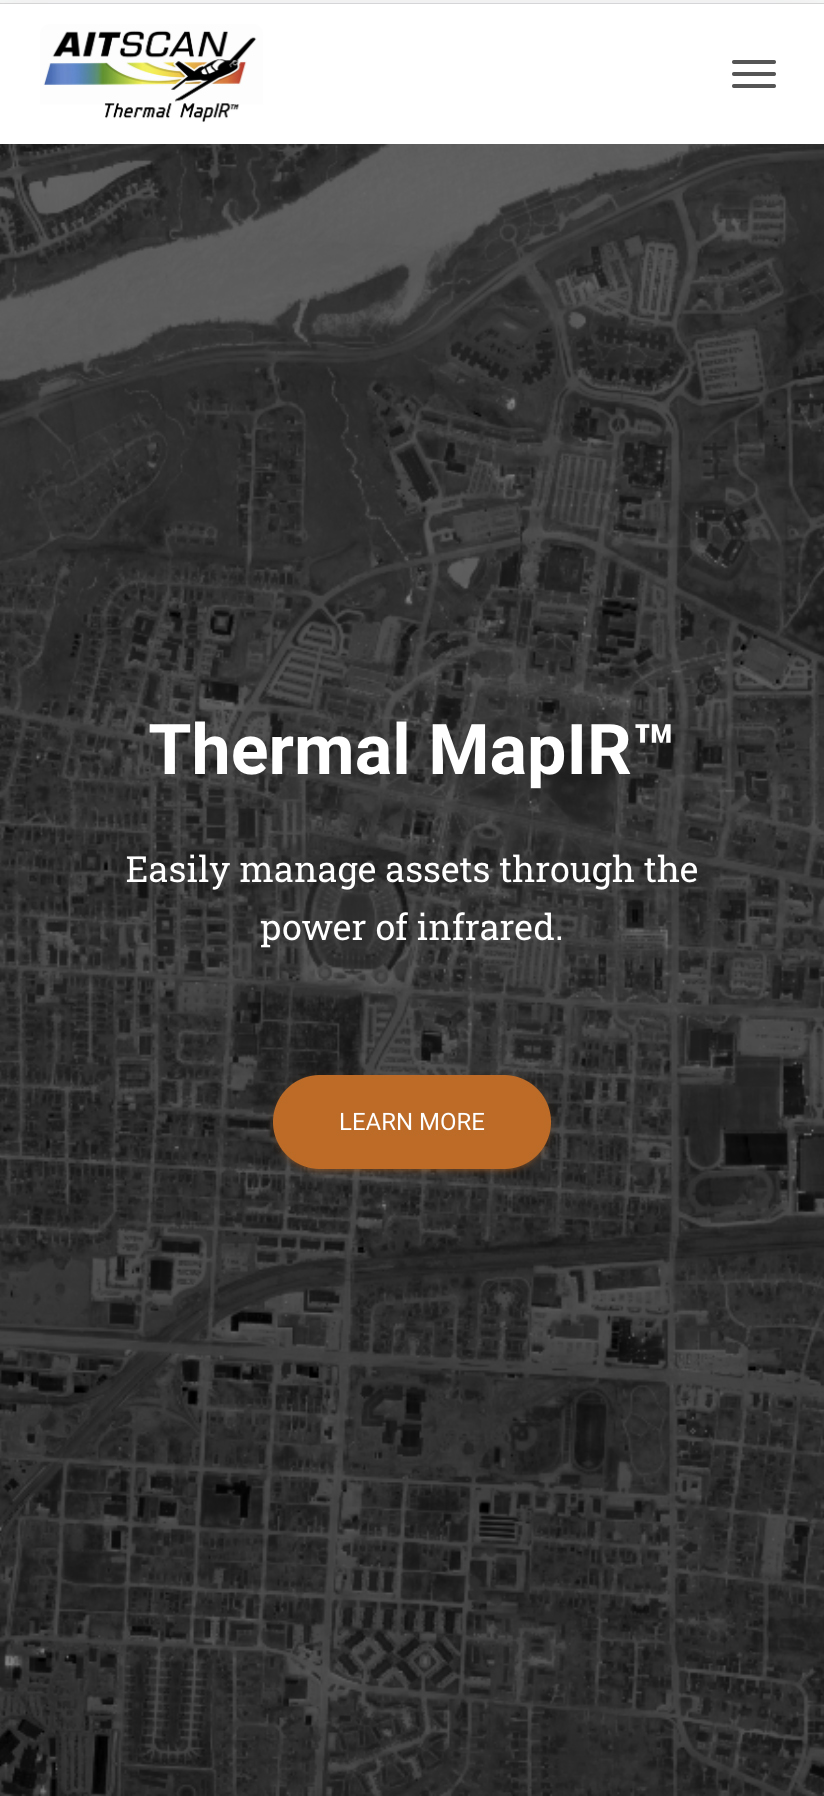 AITSCAN
Thermal MapIR™
Thermal MapIR™
Easily manage assets through the
power of infrared.
LEARN MORE